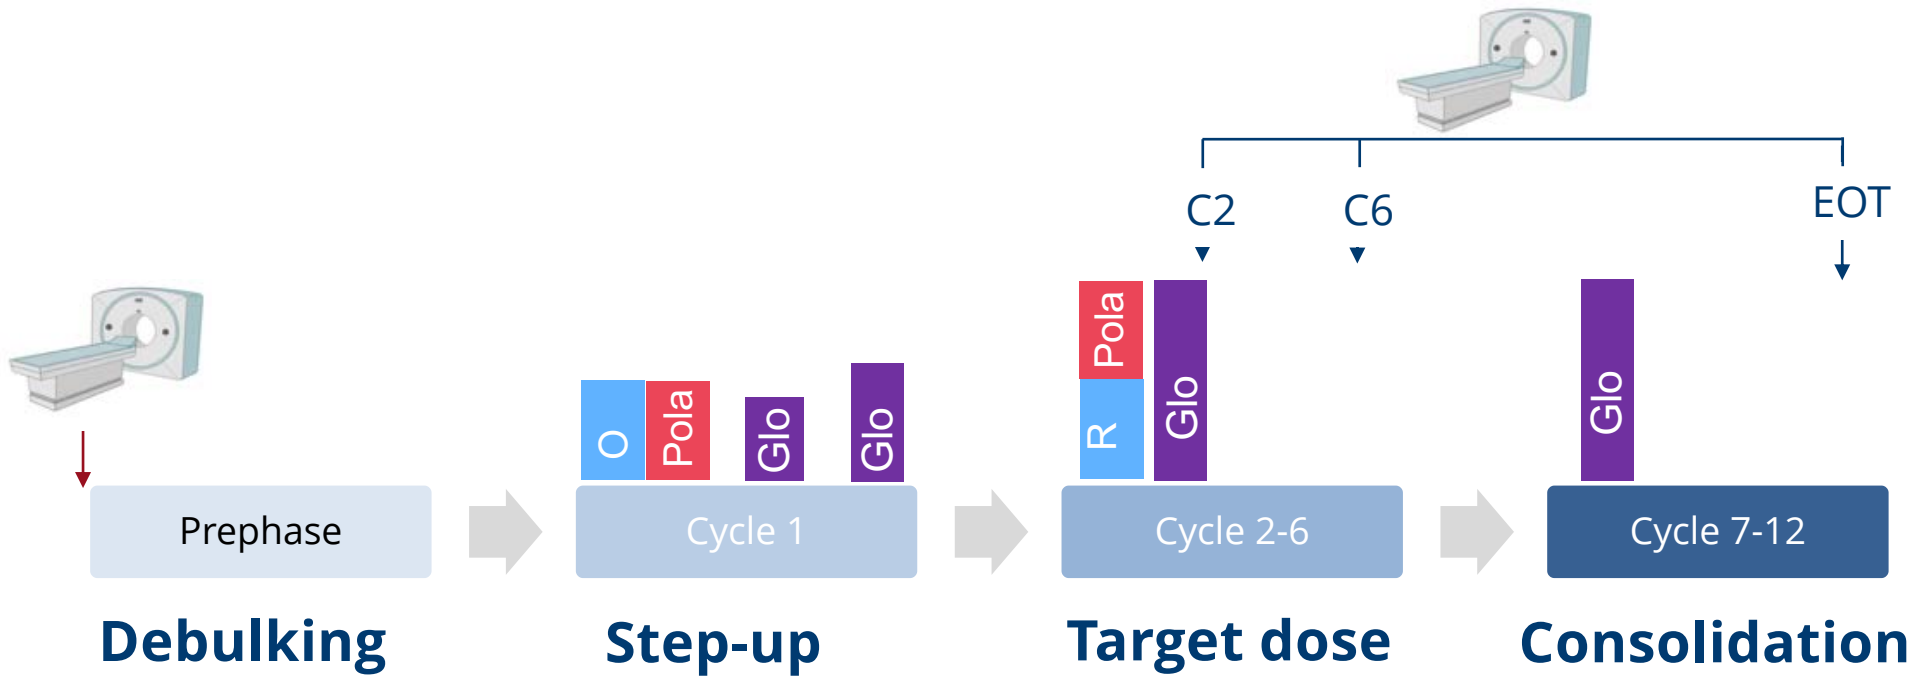 C2
C6
EOT
O
Pola
Glo
Glo
R
Pola
Glo
Glo
Prephase
Cycle 1
Cycle 2-6
Cycle 7-12
Debulking
Step-up
Target dose
Consolidation